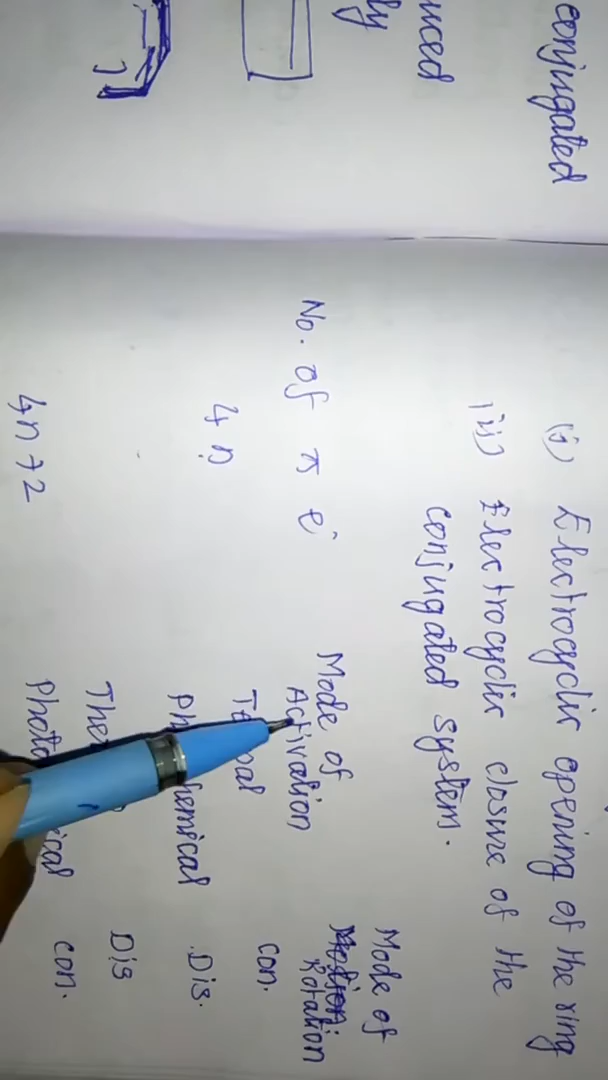 conjugated
uced
ly
(i) Electrocyclic opening of the ring
(ii) Electrocyclic closure of the
conjugated system.
No. of π e⁻
Mode of
Activation
Mode of
Rotation
4n
con.
chemical
Dis.
4n+2
Dis
con.